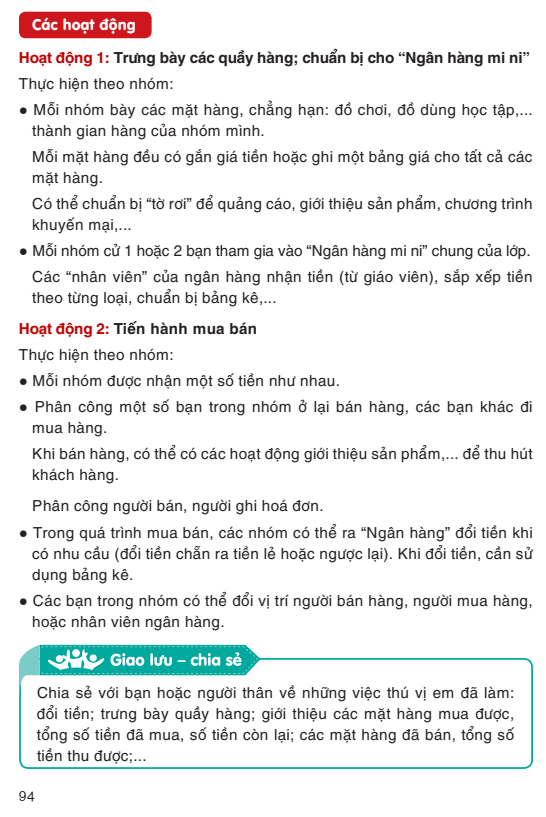 Các hoạt động
Hoạt động 1: Trưng bày các quầy hàng; chuẩn bị cho “Ngân hàng mi ni”
Thực hiện theo nhóm:
● Mỗi nhóm bày các mặt hàng, chẳng hạn: đồ chơi, đồ dùng học tập,...
thành gian hàng của nhóm mình.
Mỗi mặt hàng đều có gắn giá tiền hoặc ghi một bảng giá cho tất cả các
mặt hàng.
Có thể chuẩn bị “tờ rơi” để quảng cáo, giới thiệu sản phẩm, chương trình
khuyến mại,...
● Mỗi nhóm cử 1 hoặc 2 bạn tham gia vào “Ngân hàng mi ni” chung của lớp.
Các “nhân viên” của ngân hàng nhận tiền (từ giáo viên), sắp xếp tiền
theo từng loại, chuẩn bị bảng kê,...
Hoạt động 2: Tiến hành mua bán
Thực hiện theo nhóm:
● Mỗi nhóm được nhận một số tiền như nhau.
● Phân công một số bạn trong nhóm ở lại bán hàng, các bạn khác đi
mua hàng.
Khi bán hàng, có thể có các hoạt động giới thiệu sản phẩm,... để thu hút
khách hàng.
Phân công người bán, người ghi hoá đơn.
● Trong quá trình mua bán, các nhóm có thể ra “Ngân hàng” đổi tiền khi
có nhu cầu (đổi tiền chẵn ra tiền lẻ hoặc ngược lại). Khi đổi tiền, cần sử
dụng bảng kê.
● Các bạn trong nhóm có thể đổi vị trí người bán hàng, người mua hàng,
hoặc nhân viên ngân hàng.
Giao lưu – chia sẻ
Chia sẻ với bạn hoặc người thân về những việc thú vị em đã làm:
đổi tiền; trưng bày quầy hàng; giới thiệu các mặt hàng mua được,
tổng số tiền đã mua, số tiền còn lại; các mặt hàng đã bán, tổng số
tiền thu được;...
94